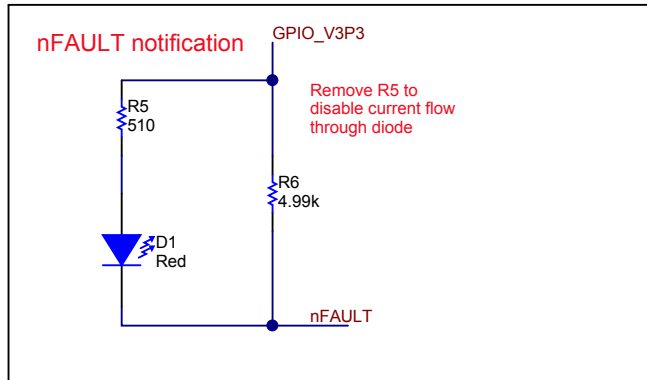 nFAULT notification
GPIO_V3P3
Remove R5 to
disable current flow
through diode
R5
510
R6
4.99k
D1
Red
nFAULT